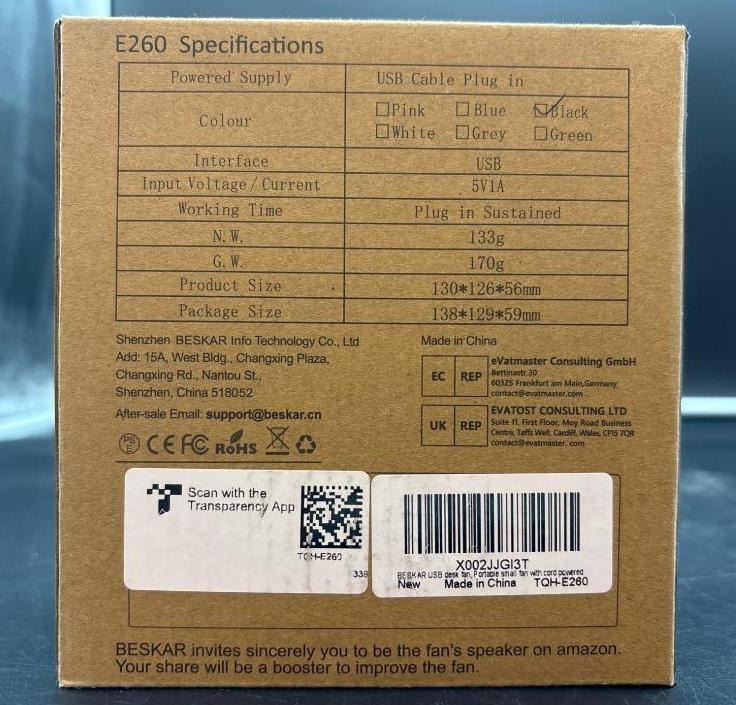 E260 Specifications
Powered Supply USB Cable Plug in
Colour
☐Pink ☐Blue ☑Black
☐White ☐Grey ☐Green
Interface USB
Input Voltage/Current 5V1A
Working Time Plug in Sustained
N.W. 133g
G.W. 170g
Product Size 130*126*56mm
Package Size 138*129*59mm
Shenzhen BESKAR Info Technology Co., Ltd
Add: 15A, West Bldg., Changxing Plaza,
Changxing Rd., Nantou St.,
Shenzhen, China 518052
After-sale Email: support@beskar.cn
PS E CE FC RoHS
Made in China
EC REP
eVatmaster Consulting GmbH
Bettinastr.30
60325 Frankfurt am Main,Germany
contact@evatmaster.com
UK REP
EVATOST CONSULTING LTD
Suite 11, First Floor, Moy Road Business
Centre, Taffs Well, Cardiff, Wales, CF15 7QR
contact@evatmaster.com
Scan with the
Transparency App
TQH-E260
339
X002JJGI3T
BESKAR USB desk fan, Portable small fan with cord powered
New Made in China TQH-E260
BESKAR invites sincerely you to be the fan's speaker on amazon.
Your share will be a booster to improve the fan.